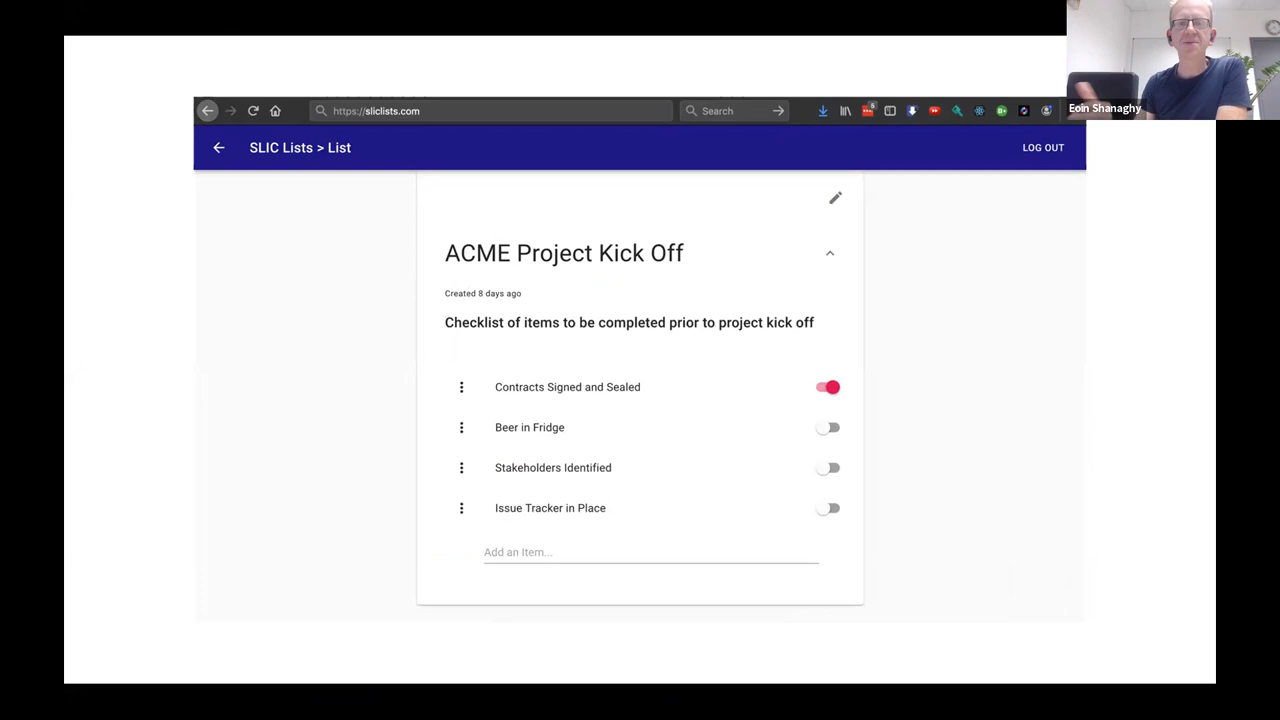 https://sliclists.com
Search
5
Eoin Shanaghy
SLIC Lists > List
LOG OUT
ACME Project Kick Off
Created 8 days ago
Checklist of items to be completed prior to project kick off
Contracts Signed and Sealed
Beer in Fridge
Stakeholders Identified
Issue Tracker in Place
Add an Item...